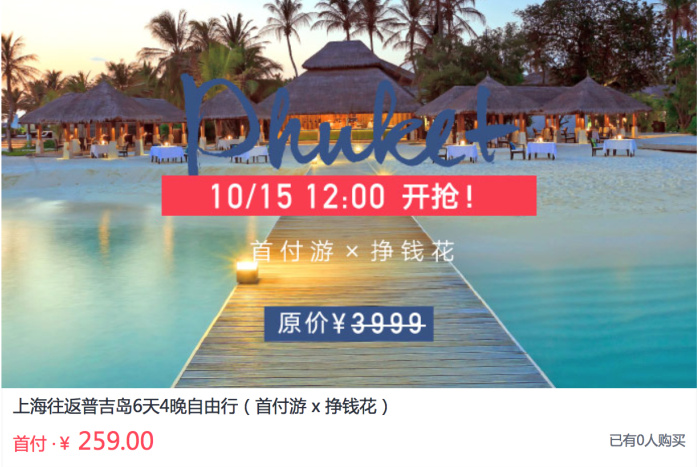 Phuket
10/15 12:00 开抢！
首付游 × 挣钱花
原价¥3999
上海往返普吉岛6天4晚自由行（首付游 x 挣钱花）
首付 · ¥ 259.00
已有0人购买